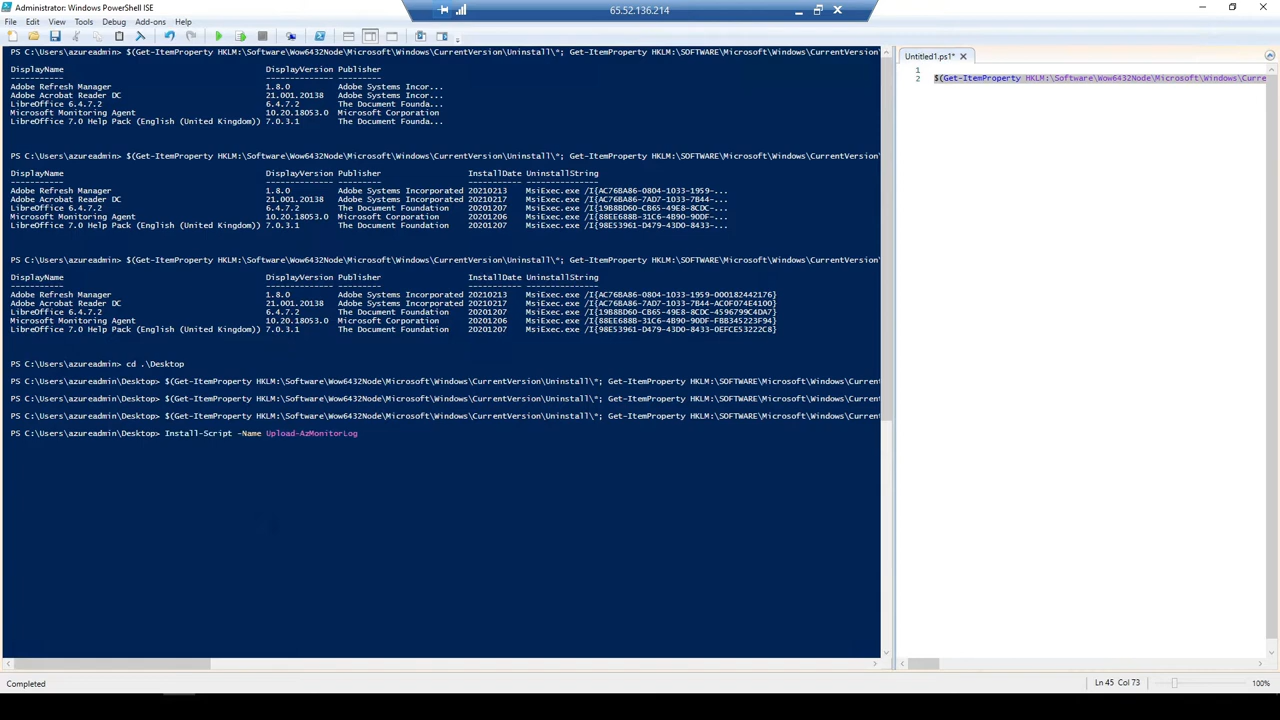 Administrator: Windows PowerShell ISE
65.52.136.214
File Edit View Tools Debug Add-ons Help
PS C:\Users\azureadmin> $(Get-ItemProperty HKLM:\Software\Wow6432Node\Microsoft\Windows\CurrentVersion\Uninstall\*; Get-ItemProperty HKLM:\SOFTWARE\Microsoft\Windows\CurrentVersion\
DisplayName DisplayVersion Publisher
----------- -------------- ---------
Adobe Refresh Manager 1.8.0 Adobe Systems Incor...
Adobe Acrobat Reader DC 21.001.20138 Adobe Systems Incor...
LibreOffice 6.4.7.2 6.4.7.2 The Document Founda...
Microsoft Monitoring Agent 10.20.18053.0 Microsoft Corporation
LibreOffice 7.0 Help Pack (English (United Kingdom)) 7.0.3.1 The Document Founda...
PS C:\Users\azureadmin> $(Get-ItemProperty HKLM:\Software\Wow6432Node\Microsoft\Windows\CurrentVersion\Uninstall\*; Get-ItemProperty HKLM:\SOFTWARE\Microsoft\Windows\CurrentVersion\
DisplayName DisplayVersion Publisher InstallDate UninstallString
----------- -------------- --------- ----------- ---------------
Adobe Refresh Manager 1.8.0 Adobe Systems Incorporated 20210213 MsiExec.exe /I{AC76BA86-0804-1033-1959-...
Adobe Acrobat Reader DC 21.001.20138 Adobe Systems Incorporated 20210217 MsiExec.exe /I{AC76BA86-7AD7-1033-7B44-...
LibreOffice 6.4.7.2 6.4.7.2 The Document Foundation 20201207 MsiExec.exe /I{19B8BD60-CB65-49E8-8CDF-...
Microsoft Monitoring Agent 10.20.18053.0 Microsoft Corporation 20201206 MsiExec.exe /I{88EE688B-31C6-4B90-90DF-...
LibreOffice 7.0 Help Pack (English (United Kingdom)) 7.0.3.1 The Document Foundation 20201207 MsiExec.exe /I{98E53961-D479-43D0-8433-...
PS C:\Users\azureadmin> $(Get-ItemProperty HKLM:\Software\Wow6432Node\Microsoft\Windows\CurrentVersion\Uninstall\*; Get-ItemProperty HKLM:\SOFTWARE\Microsoft\Windows\CurrentVersion\
DisplayName DisplayVersion Publisher InstallDate UninstallString
----------- -------------- --------- ----------- ---------------
Adobe Refresh Manager 1.8.0 Adobe Systems Incorporated 20210213 MsiExec.exe /I{AC76BA86-0804-1033-1959-000182442176}
Adobe Acrobat Reader DC 21.001.20138 Adobe Systems Incorporated 20210217 MsiExec.exe /I{AC76BA86-7AD7-1033-7B44-AC0F074E4100}
LibreOffice 6.4.7.2 6.4.7.2 The Document Foundation 20201207 MsiExec.exe /I{19B8BD60-CB65-49E8-8CDC-4596799C4DA7}
Microsoft Monitoring Agent 10.20.18053.0 Microsoft Corporation 20201206 MsiExec.exe /I{88EE688B-31C6-4B90-90DF-FBB345223F94}
LibreOffice 7.0 Help Pack (English (United Kingdom)) 7.0.3.1 The Document Foundation 20201207 MsiExec.exe /I{98E53961-D479-43D0-8433-0EFCE53222C8}
PS C:\Users\azureadmin> cd .\Desktop
PS C:\Users\azureadmin\Desktop> $(Get-ItemProperty HKLM:\Software\Wow6432Node\Microsoft\Windows\CurrentVersion\Uninstall\*; Get-ItemProperty HKLM:\SOFTWARE\Microsoft\Windows\Current
PS C:\Users\azureadmin\Desktop> $(Get-ItemProperty HKLM:\Software\Wow6432Node\Microsoft\Windows\CurrentVersion\Uninstall\*; Get-ItemProperty HKLM:\SOFTWARE\Microsoft\Windows\Current
PS C:\Users\azureadmin\Desktop> $(Get-ItemProperty HKLM:\Software\Wow6432Node\Microsoft\Windows\CurrentVersion\Uninstall\*; Get-ItemProperty HKLM:\SOFTWARE\Microsoft\Windows\Current
PS C:\Users\azureadmin\Desktop> Install-Script -Name Upload-AzMonitorLog
Untitled1.ps1*
1
2 $(Get-ItemProperty HKLM:\Software\Wow6432Node\Microsoft\Windows\Curre
Completed
Ln 45 Col 73
100%